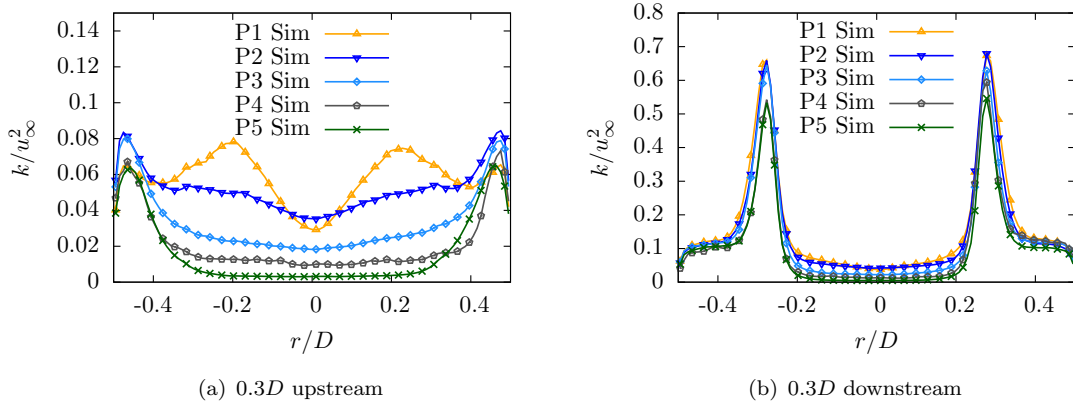 0.14
0.12
0.1
0.08
0.06
0.04
0.02
0
k/u²∞
P1 Sim
P2 Sim
P3 Sim
P4 Sim
P5 Sim
-0.4 -0.2 0 0.2 0.4
r/D
(a) 0.3D upstream
0.8
0.7
0.6
0.5
0.4
0.3
0.2
0.1
0
k/u²∞
P1 Sim
P2 Sim
P3 Sim
P4 Sim
P5 Sim
-0.4 -0.2 0 0.2 0.4
r/D
(b) 0.3D downstream